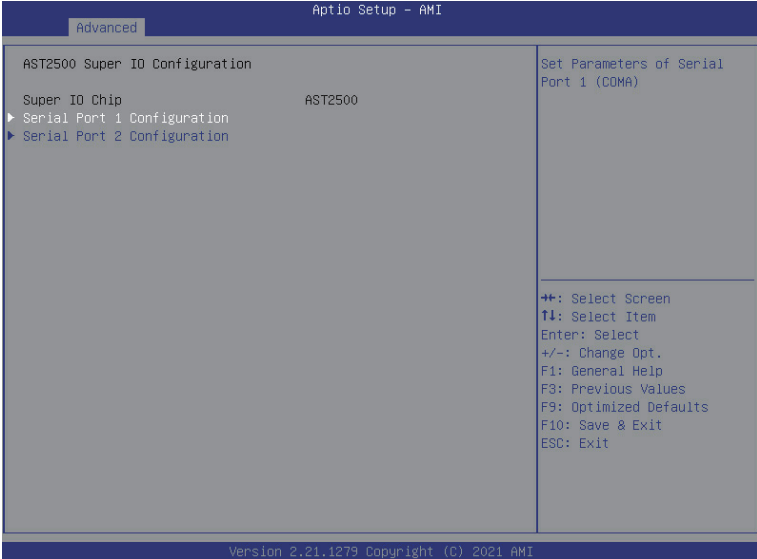 Aptio Setup – AMI
Advanced
AST2500 Super IO Configuration
Super IO Chip AST2500
Serial Port 1 Configuration
Serial Port 2 Configuration
Set Parameters of Serial
Port 1 (COMA)
→←: Select Screen
↑↓: Select Item
Enter: Select
+/-: Change Opt.
F1: General Help
F3: Previous Values
F9: Optimized Defaults
F10: Save & Exit
ESC: Exit
Version 2.21.1279 Copyright (C) 2021 AMI